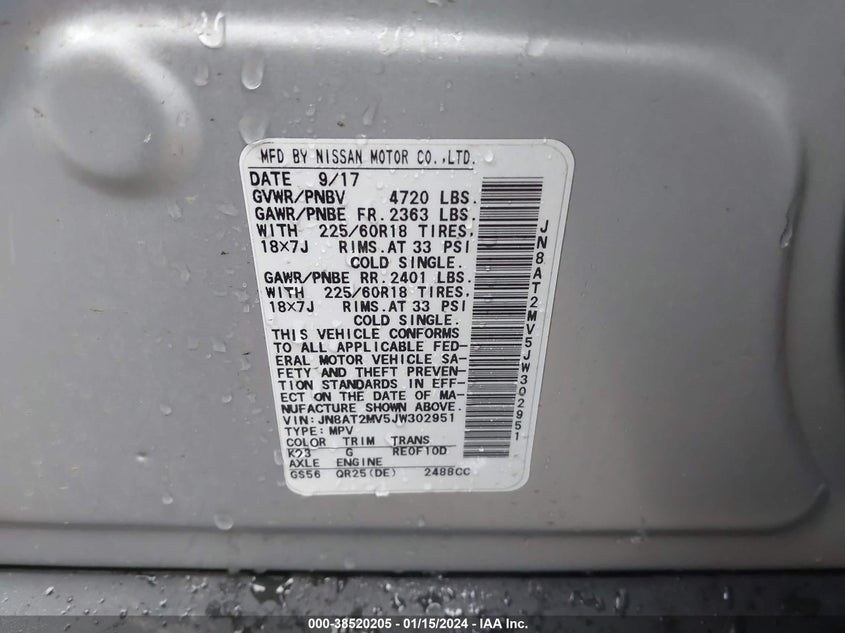 MFD BY NISSAN MOTOR CO.,LTD.
DATE 9/17
GVWR/PNBV 4720 LBS.
GAWR/PNBE FR. 2363 LBS.
WITH 225/60R18 TIRES,
18×7J RIMS.AT 33 PSI
COLD SINGLE.
GAWR/PNBE RR. 2401 LBS.
WITH 225/60R18 TIRES,
18×7J RIMS.AT 33 PSI
COLD SINGLE.
THIS VEHICLE CONFORMS
TO ALL APPLICABLE FED-
ERAL MOTOR VEHICLE SA-
FETY AND THEFT PREVEN-
TION STANDARDS IN EFF-
ECT ON THE DATE OF MA-
NUFACTURE SHOWN ABOVE.
VIN: JN8AT2MV5JW302951
TYPE: MPV
COLOR TRIM TRANS
K23 G RE0F10D
AXLE ENGINE
GS56 QR25(DE) 2488CC
JN8AT2MV5JW302951
000-38520205 - 01/15/2024 - IAA Inc.